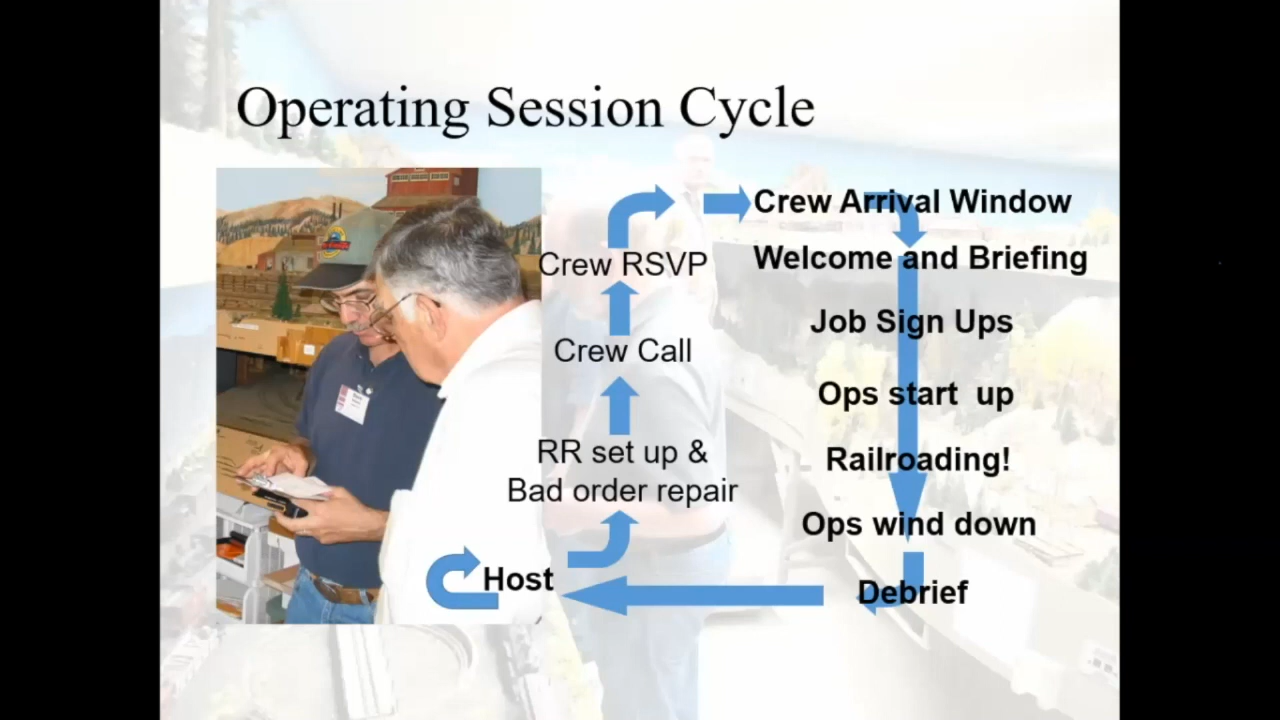 Operating Session Cycle
Crew Arrival Window
Welcome and Briefing
Job Sign Ups
Ops start up
Railroading!
Ops wind down
Debrief
Host
RR set up &
Bad order repair
Crew Call
Crew RSVP